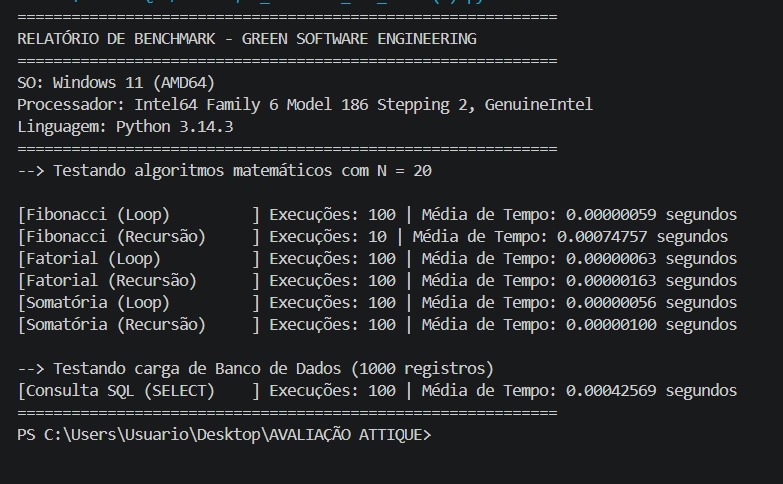 ============================================================
RELATÓRIO DE BENCHMARK - GREEN SOFTWARE ENGINEERING
============================================================
SO: Windows 11 (AMD64)
Processador: Intel64 Family 6 Model 186 Stepping 2, GenuineIntel
Linguagem: Python 3.14.3
============================================================
--> Testando algoritmos matemáticos com N = 20
[Fibonacci (Loop)         ] Execuções: 100 | Média de Tempo: 0.00000059 segundos
[Fibonacci (Recursão)     ] Execuções: 10 | Média de Tempo: 0.00074757 segundos
[Fatorial (Loop)          ] Execuções: 100 | Média de Tempo: 0.00000063 segundos
[Fatorial (Recursão)      ] Execuções: 100 | Média de Tempo: 0.00000163 segundos
[Somatória (Loop)         ] Execuções: 100 | Média de Tempo: 0.00000056 segundos
[Somatória (Recursão)     ] Execuções: 100 | Média de Tempo: 0.00000100 segundos
--> Testando carga de Banco de Dados (1000 registros)
[Consulta SQL (SELECT)    ] Execuções: 100 | Média de Tempo: 0.00042569 segundos
============================================================
PS C:\Users\Usuario\Desktop\AVALIAÇÃO ATTIQUE>